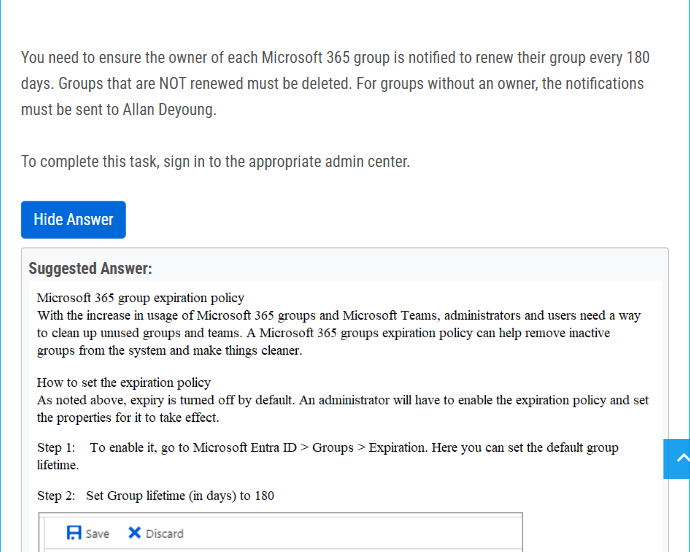 You need to ensure the owner of each Microsoft 365 group is notified to renew their group every 180
days. Groups that are NOT renewed must be deleted. For groups without an owner, the notifications
must be sent to Allan Deyoung.
To complete this task, sign in to the appropriate admin center.
Hide Answer
Suggested Answer:
Microsoft 365 group expiration policy
With the increase in usage of Microsoft 365 groups and Microsoft Teams, administrators and users need a way
to clean up unused groups and teams. A Microsoft 365 groups expiration policy can help remove inactive
groups from the system and make things cleaner.
How to set the expiration policy
As noted above, expiry is turned off by default. An administrator will have to enable the expiration policy and set
the properties for it to take effect.
Step 1: To enable it, go to Microsoft Entra ID > Groups > Expiration. Here you can set the default group
lifetime.
Step 2: Set Group lifetime (in days) to 180
Save Discard